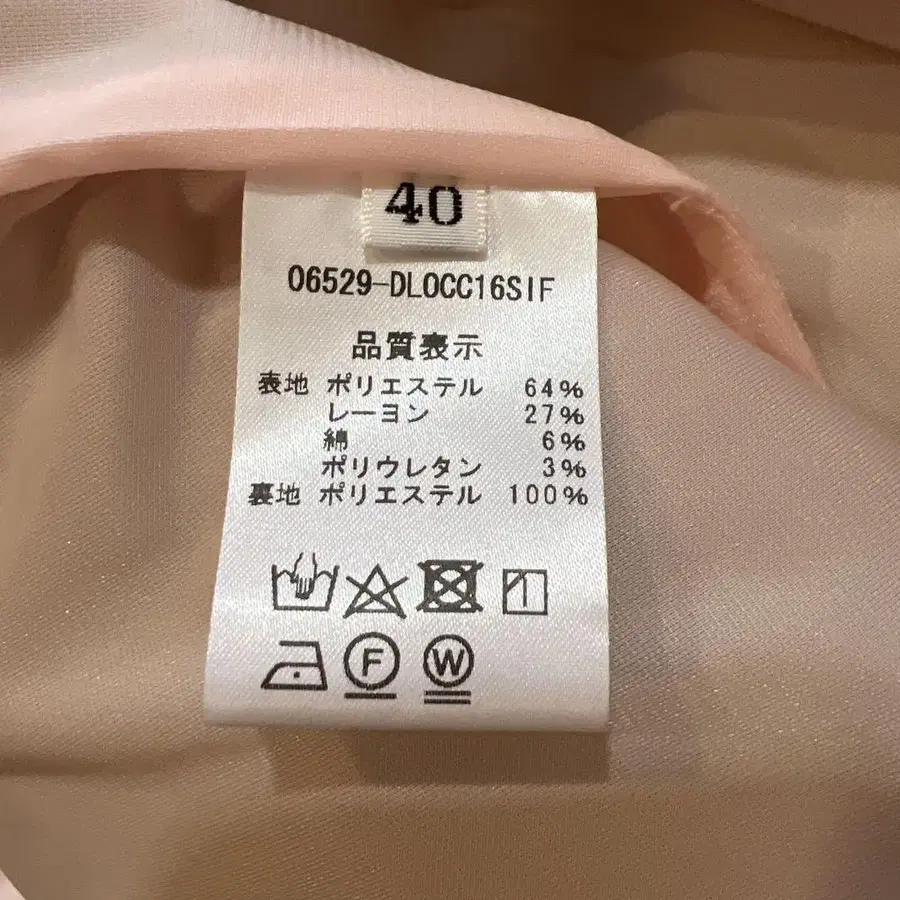 40
06529-DLOCC16SIF
品質表示
表地 ポリエステル 64%
レーヨン 27%
綿 6%
ポリウレタン 3%
裏地 ポリエステル 100%
F W